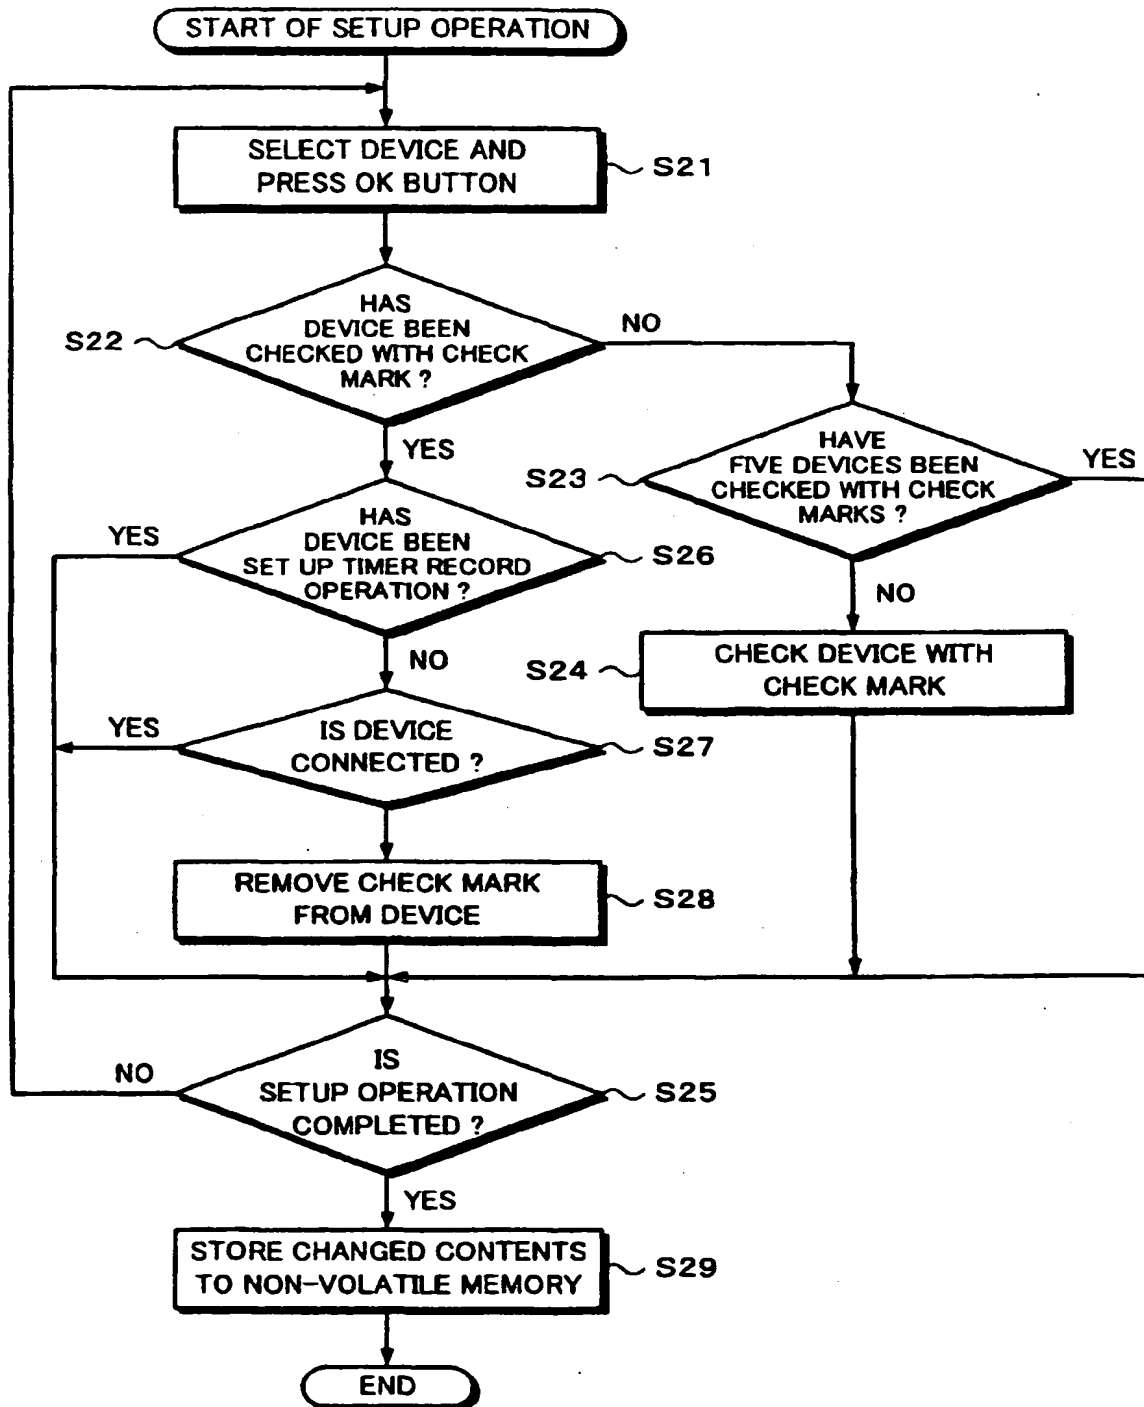 START OF SETUP OPERATION
SELECT DEVICE AND
PRESS OK BUTTON
S21
HAS
DEVICE BEEN
CHECKED WITH CHECK
MARK ?
S22
NO
YES
HAVE
FIVE DEVICES BEEN
CHECKED WITH CHECK
MARKS ?
S23
YES
NO
HAS
DEVICE BEEN
SET UP TIMER RECORD
OPERATION ?
S26
YES
NO
CHECK DEVICE WITH
CHECK MARK
S24
IS DEVICE
CONNECTED ?
S27
YES
REMOVE CHECK MARK
FROM DEVICE
S28
IS
SETUP OPERATION
COMPLETED ?
S25
NO
YES
STORE CHANGED CONTENTS
TO NON-VOLATILE MEMORY
S29
END